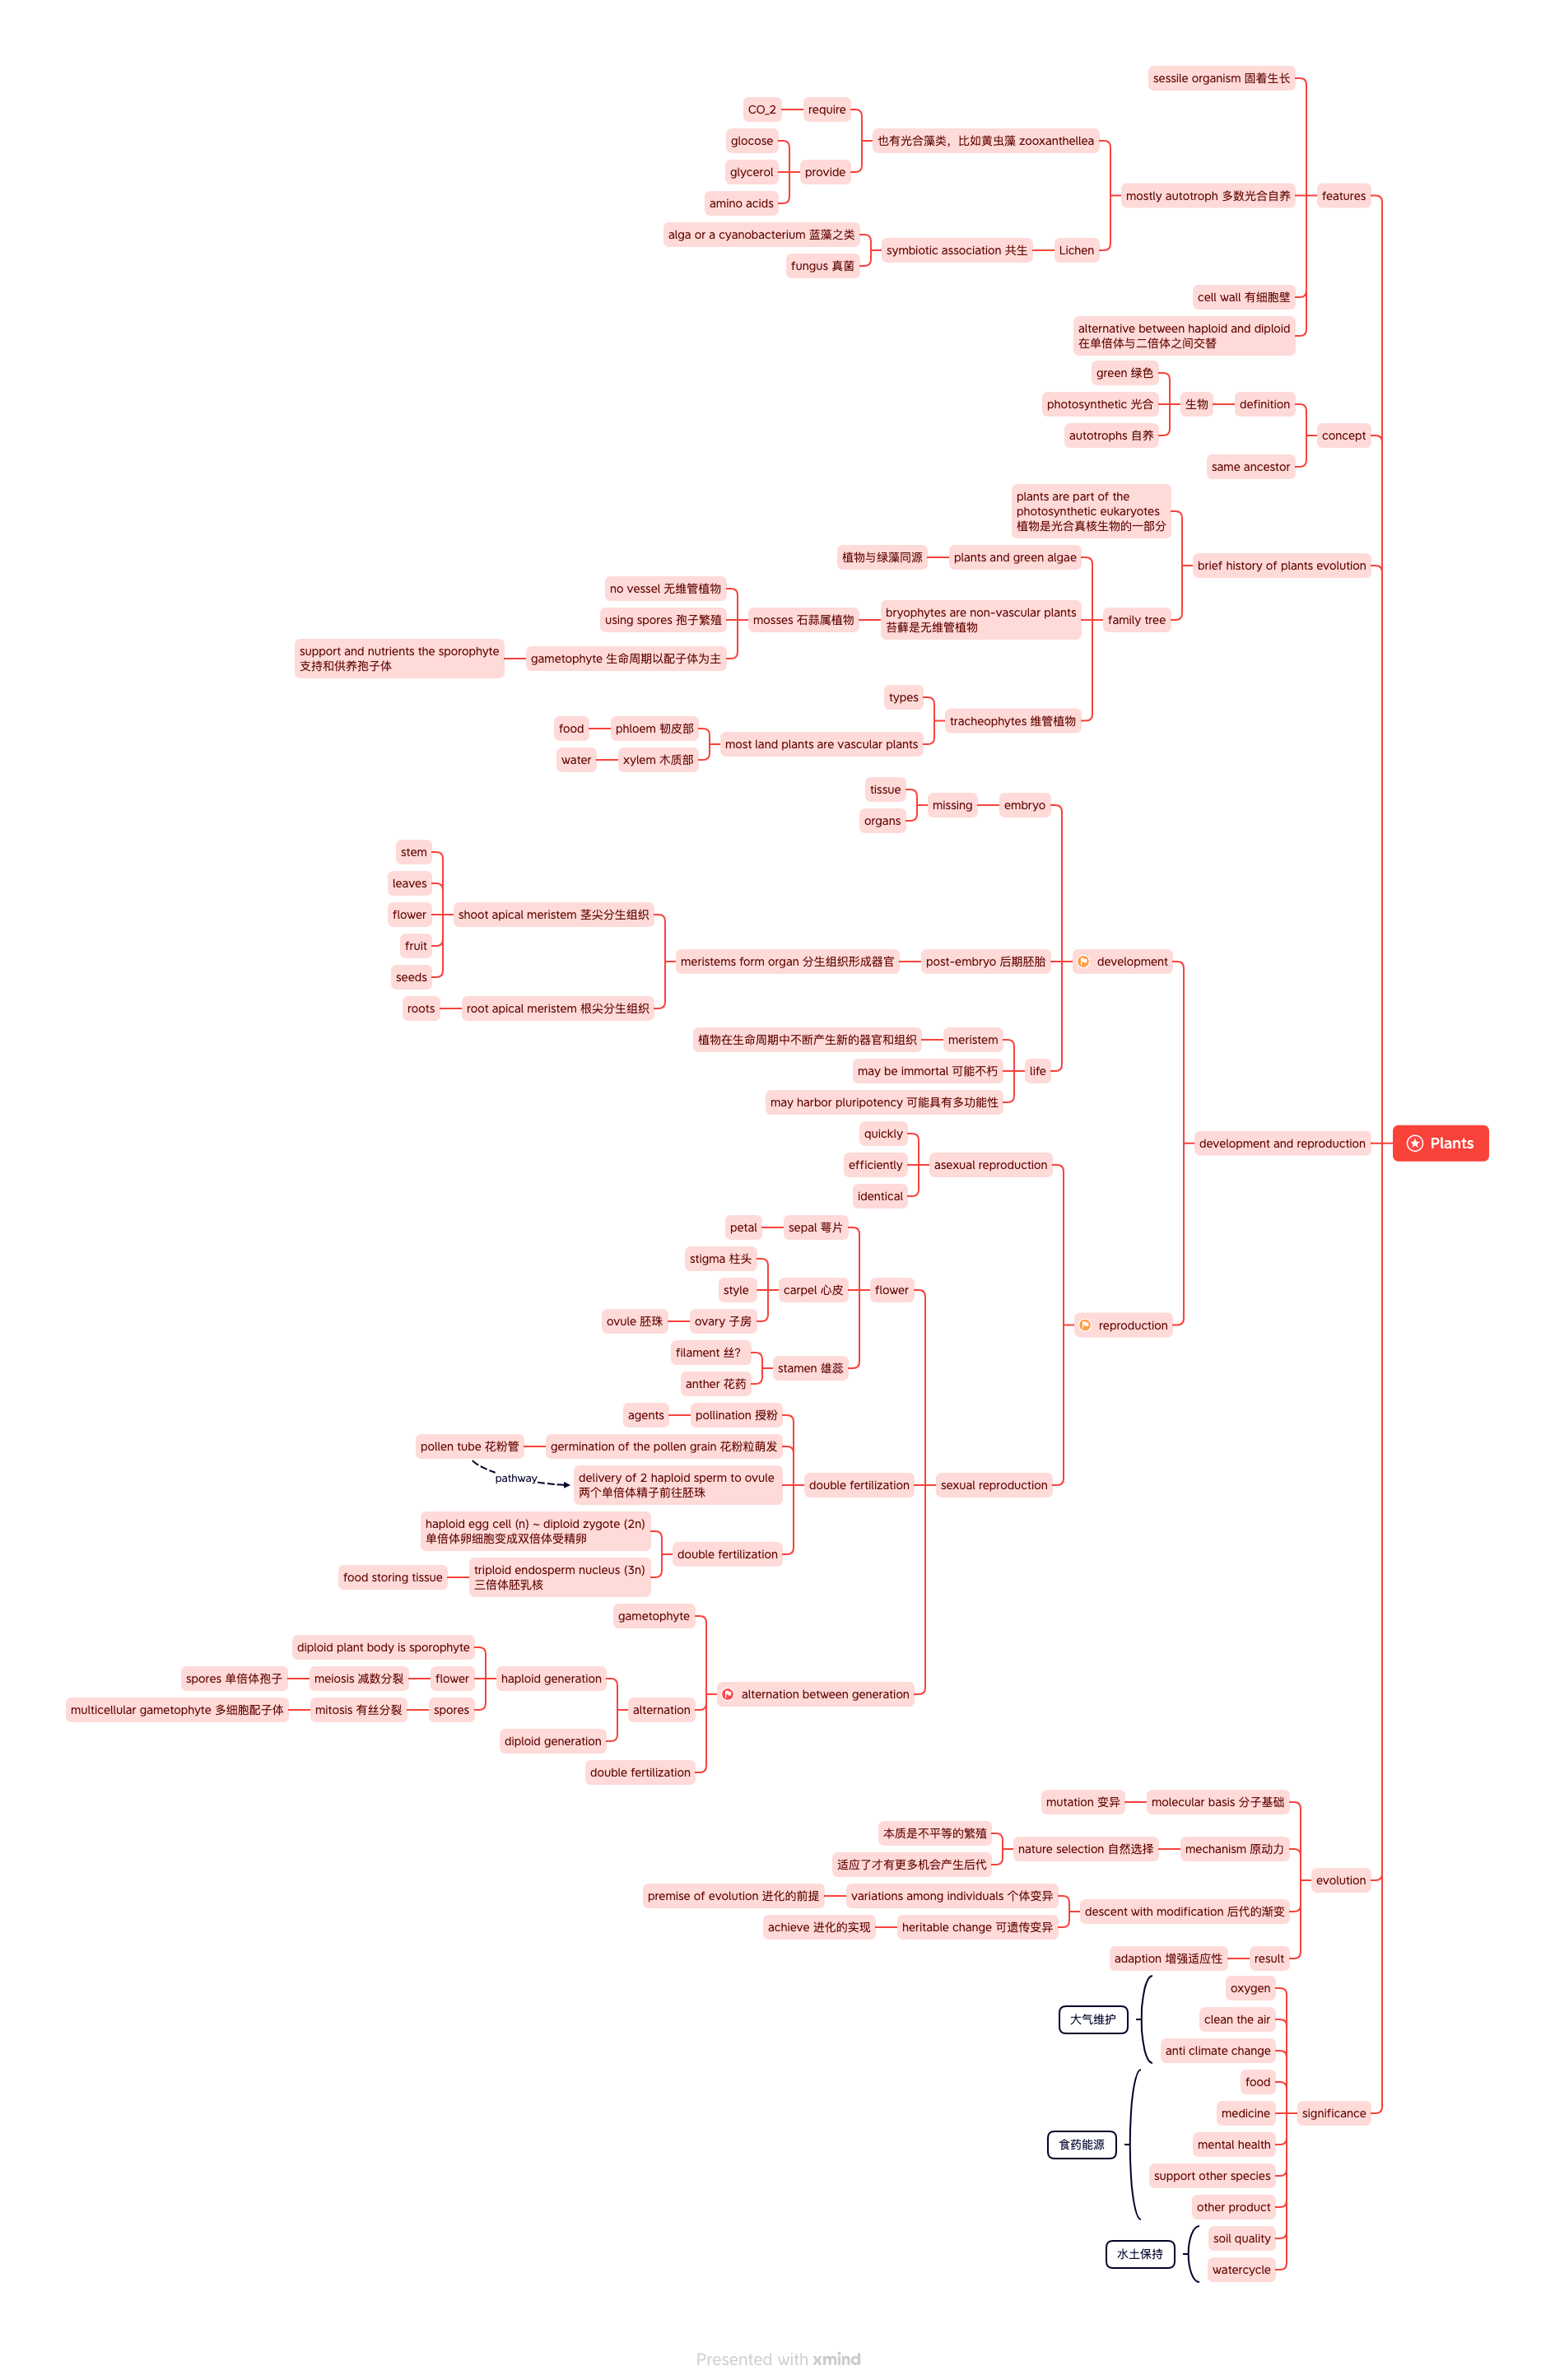 Plants
features
sessile organism 固着生长
mostly autotroph 多数光合自养
也有光合藻类，比如黄虫藻 zooxanthellea
require
CO_2
provide
glocose
glycerol
amino acids
Lichen
symbiotic association 共生
alga or a cyanobacterium 蓝藻之类
fungus 真菌
cell wall 有细胞壁
alternative between haploid and diploid
在单倍体与二倍体之间交替
concept
definition
生物
green 绿色
photosynthetic 光合
autotrophs 自养
same ancestor
brief history of plants evolution
plants are part of the
photosynthetic eukaryotes
植物是光合真核生物的一部分
family tree
plants and green algae
植物与绿藻同源
bryophytes are non-vascular plants
苔藓是无维管植物
mosses 石蒜属植物
no vessel 无维管植物
using spores 孢子繁殖
gametophyte 生命周期以配子体为主
support and nutrients the sporophyte
支持和供养孢子体
tracheophytes 维管植物
types
most land plants are vascular plants
phloem 韧皮部
food
xylem 木质部
water
development and reproduction
development
embryo
missing
tissue
organs
post-embryo 后期胚胎
meristems form organ 分生组织形成器官
shoot apical meristem 茎尖分生组织
stem
leaves
flower
fruit
seeds
root apical meristem 根尖分生组织
roots
life
meristem
植物在生命周期中不断产生新的器官和组织
may be immortal 可能不朽
may harbor pluripotency 可能具有多功能性
reproduction
asexual reproduction
quickly
efficiently
identical
sexual reproduction
flower
sepal 萼片
petal
carpel 心皮
stigma 柱头
style
ovary 子房
ovule 胚珠
stamen 雄蕊
filament 丝？
anther 花药
double fertilization
pollination 授粉
agents
germination of the pollen grain 花粉粒萌发
pollen tube 花粉管
pathway
delivery of 2 haploid sperm to ovule
两个单倍体精子前往胚珠
double fertilization
haploid egg cell (n) ~ diploid zygote (2n)
单倍体卵细胞变成双倍体受精卵
triploid endosperm nucleus (3n)
三倍体胚乳核
food storing tissue
alternation between generation
gametophyte
alternation
haploid generation
diploid plant body is sporophyte
flower
meiosis 减数分裂
spores 单倍体孢子
spores
mitosis 有丝分裂
multicellular gametophyte 多细胞配子体
diploid generation
double fertilization
evolution
molecular basis 分子基础
mutation 变异
mechanism 原动力
nature selection 自然选择
本质是不平等的繁殖
适应了才有更多机会产生后代
descent with modification 后代的渐变
variations among individuals 个体变异
premise of evolution 进化的前提
heritable change 可遗传变异
achieve 进化的实现
result
adaption 增强适应性
significance
oxygen
clean the air
anti climate change
大气维护
food
medicine
mental health
support other species
other product
食药能源
soil quality
watercycle
水土保持
Presented with xmind